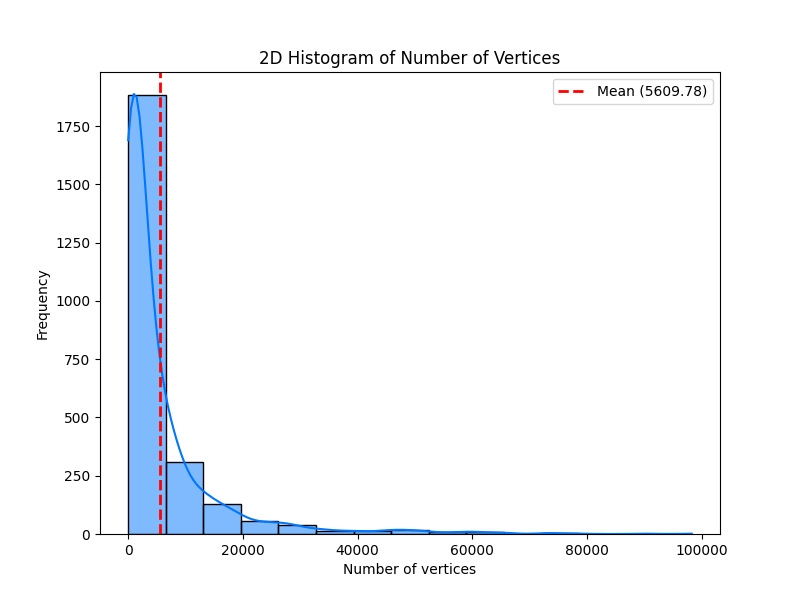 2D Histogram of Number of Vertices
Mean (5609.78)
Frequency
1750
1500
1250
1000
750
500
250
0
0 20000 40000 60000 80000 100000
Number of vertices